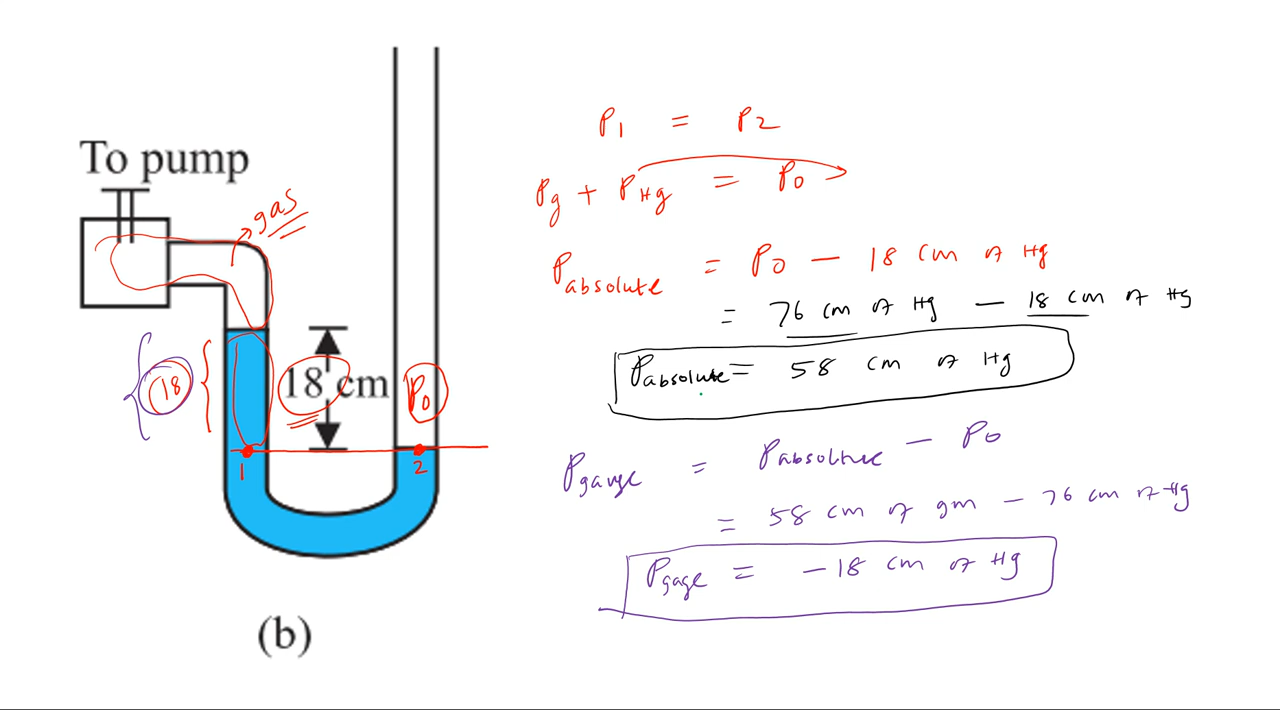 To pump
gas
18
18 cm
P0
1
2
(b)
P1 = P2
Pg + PHg = P0
Pabsolute = P0 - 18 cm of Hg
= 76 cm of Hg - 18 cm of Hg
Pabsolute = 58 cm of Hg
Pgauge = Pabsolute - P0
= 58 cm of gm - 76 cm of Hg
Pgage = -18 cm of Hg